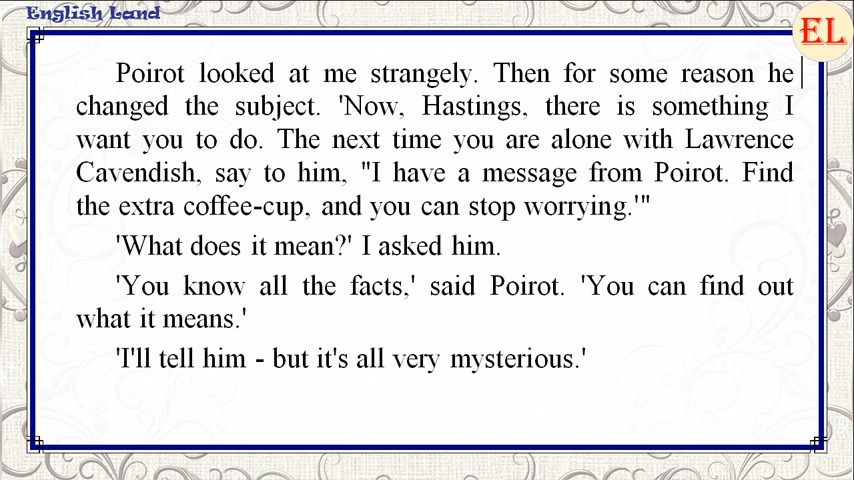 English Land
EL
Poirot looked at me strangely. Then for some reason he
changed the subject. 'Now, Hastings, there is something I
want you to do. The next time you are alone with Lawrence
Cavendish, say to him, "I have a message from Poirot. Find
the extra coffee-cup, and you can stop worrying.'"
'What does it mean?' I asked him.
'You know all the facts,' said Poirot. 'You can find out
what it means.'
'I'll tell him - but it's all very mysterious.'